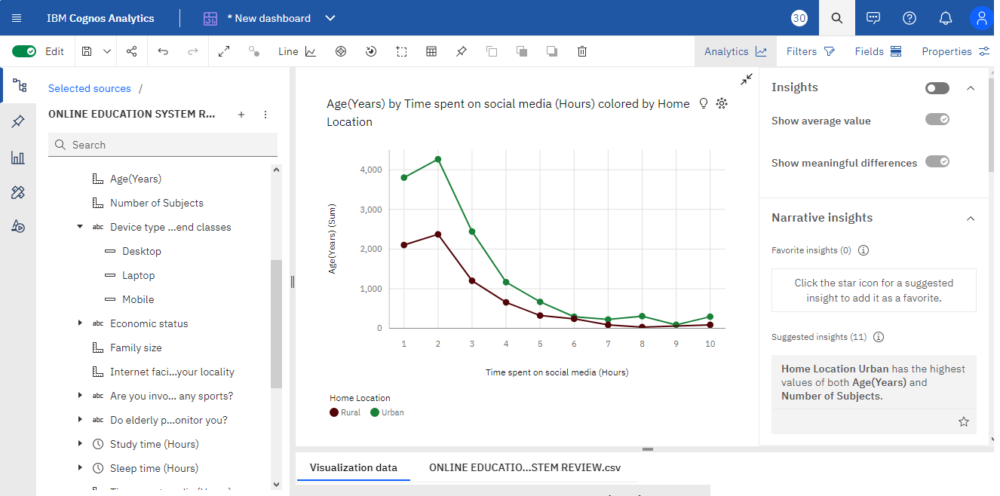 IBM Cognos Analytics
* New dashboard
30
Edit
Line
Analytics
Filters
Fields
Properties
Selected sources /
ONLINE EDUCATION SYSTEM R...
Search
Age(Years)
Number of Subjects
abc Device type ...end classes
Desktop
Laptop
Mobile
abc Economic status
Family size
Internet faci...your locality
abc Are you invo... any sports?
abc Do elderly p...onitor you?
Study time (Hours)
Sleep time (Hours)
Age(Years) by Time spent on social media (Hours) colored by Home
Location
Age(Years) (Sum)
4,000
3,000
2,000
1,000
0
1 2 3 4 5 6 7 8 9 10
Time spent on social media (Hours)
Home Location
Rural Urban
Visualization data
ONLINE EDUCATIO...STEM REVIEW.csv
Insights
Show average value
Show meaningful differences
Narrative insights
Favorite insights (0)
Click the star icon for a suggested
insight to add it as a favorite.
Suggested insights (11)
Home Location Urban has the highest
values of both Age(Years) and
Number of Subjects.